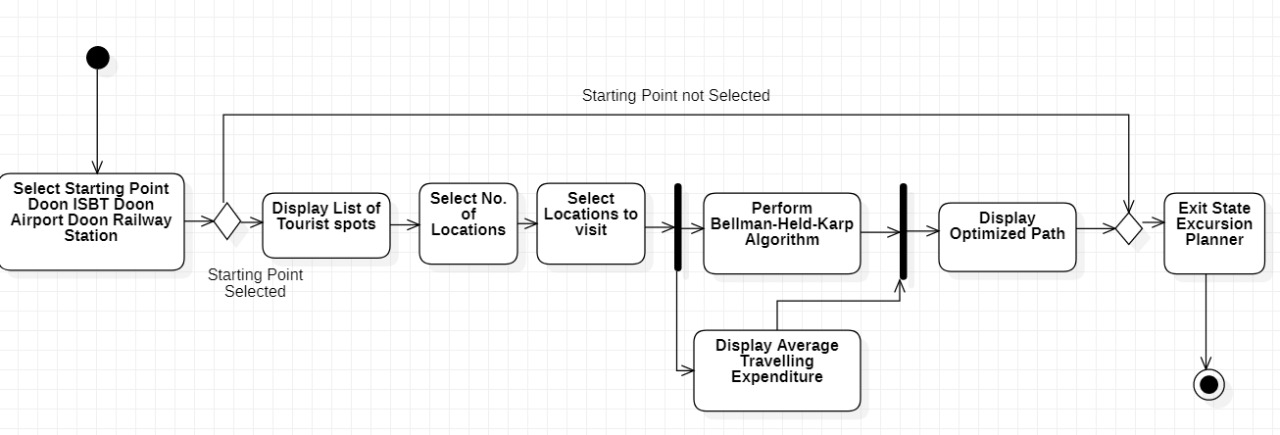 Starting Point not Selected
Select Starting Point
Doon ISBT Doon
Airport Doon Railway
Station
Starting Point
Selected
Display List of
Tourist spots
Select No.
of
Locations
Select
Locations to
visit
Perform
Bellman-Held-Karp
Algorithm
Display Average
Travelling
Expenditure
Display
Optimized Path
Exit State
Excursion
Planner